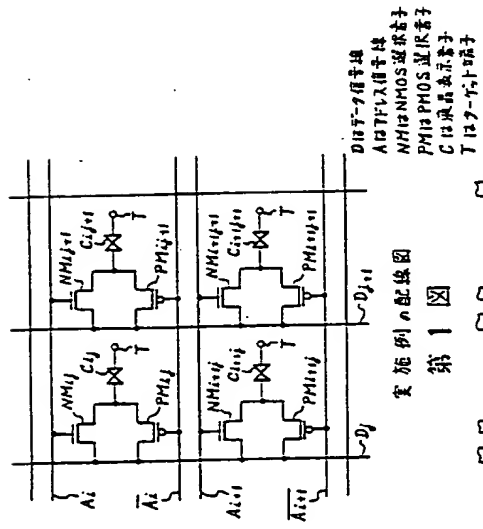 NMij
Cij
T
PMij
NMij+1
Cij+1
T
PMij+1
Ai
Ai
NMi+1j
Ci+1j
T
PMi+1j
NMi+1j+1
Ci+1j+1
T
PMi+1j+1
Ai+1
Ai+1
Dj
Dj+1
実施例の配線図
第1図
Dはデータ信号線
Aはアドレス信号線
NMはNMOS選択素子
PMはPMOS選択素子
Cは液晶表示素子
Tはターゲット端子